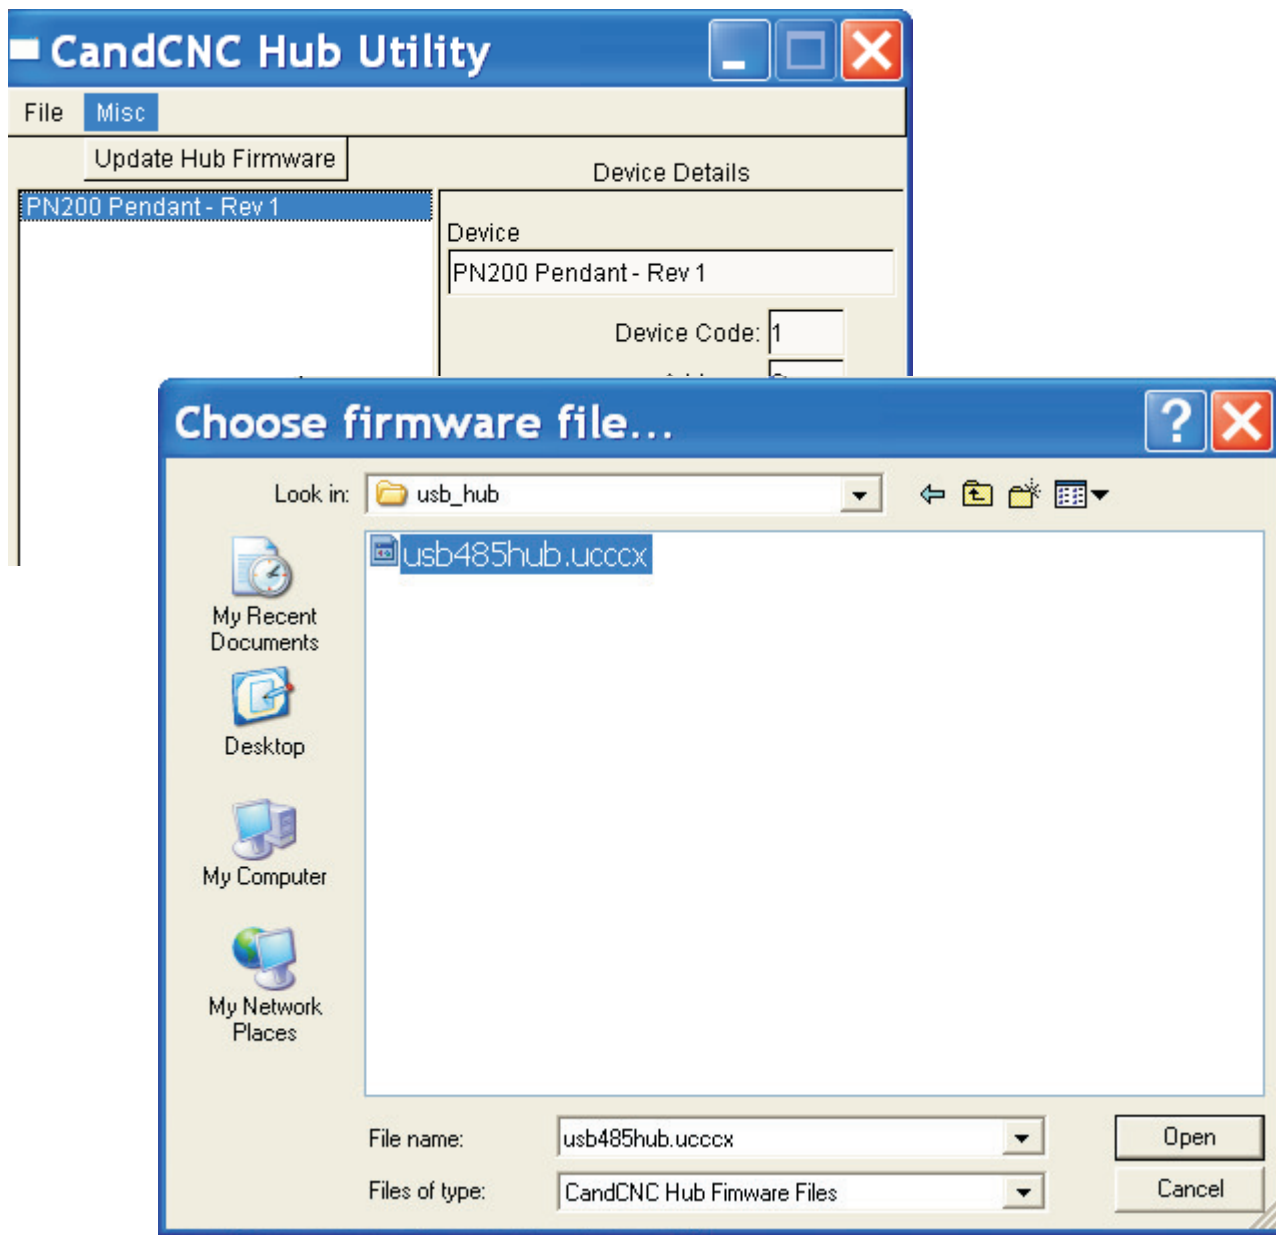 CandCNC Hub Utility
File Misc
Update Hub Firmware
Device Details
PN200 Pendant - Rev 1
Device
PN200 Pendant - Rev 1
Device Code: 1
Choose firmware file...
Look in: usb_hub
usb485hub.ucccx
My Recent
Documents
Desktop
My Computer
My Network
Places
File name: usb485hub.ucccx
Open
Files of type: CandCNC Hub Fimware Files
Cancel